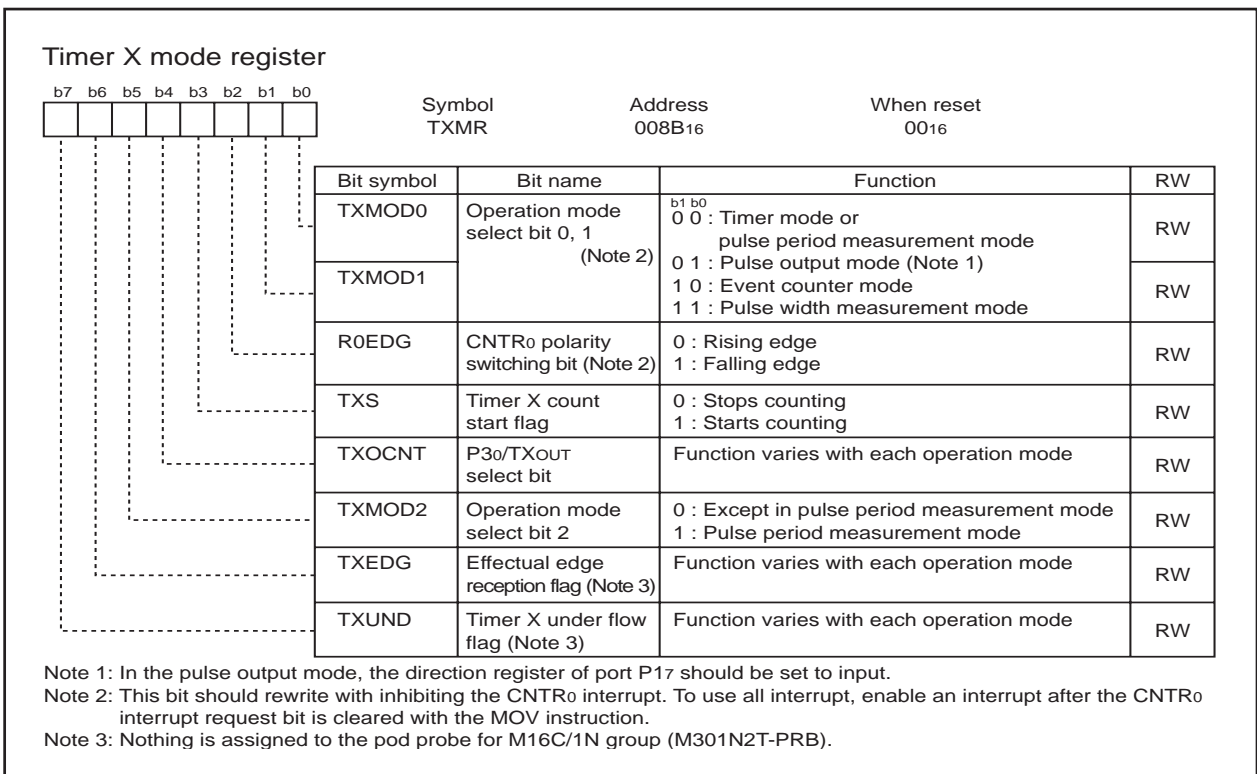 Timer X mode register
b7 b6 b5 b4 b3 b2 b1 b0
Symbol Address When reset
TXMR 008B16 0016
Bit symbol Bit name Function RW
TXMOD0 Operation mode select bit 0, 1 (Note 2) b1 b0 RW
0 0 : Timer mode or
pulse period measurement mode
0 1 : Pulse output mode (Note 1)
TXMOD1 1 0 : Event counter mode RW
1 1 : Pulse width measurement mode
R0EDG CNTR0 polarity 0 : Rising edge RW
switching bit (Note 2) 1 : Falling edge
TXS Timer X count 0 : Stops counting RW
start flag 1 : Starts counting
TXOCNT P30/TXOUT Function varies with each operation mode RW
select bit
TXMOD2 Operation mode 0 : Except in pulse period measurement mode RW
select bit 2 1 : Pulse period measurement mode
TXEDG Effectual edge Function varies with each operation mode RW
reception flag (Note 3)
TXUND Timer X under flow Function varies with each operation mode RW
flag (Note 3)
Note 1: In the pulse output mode, the direction register of port P17 should be set to input.
Note 2: This bit should rewrite with inhibiting the CNTR0 interrupt. To use all interrupt, enable an interrupt after the CNTR0
interrupt request bit is cleared with the MOV instruction.
Note 3: Nothing is assigned to the pod probe for M16C/1N group (M301N2T-PRB).